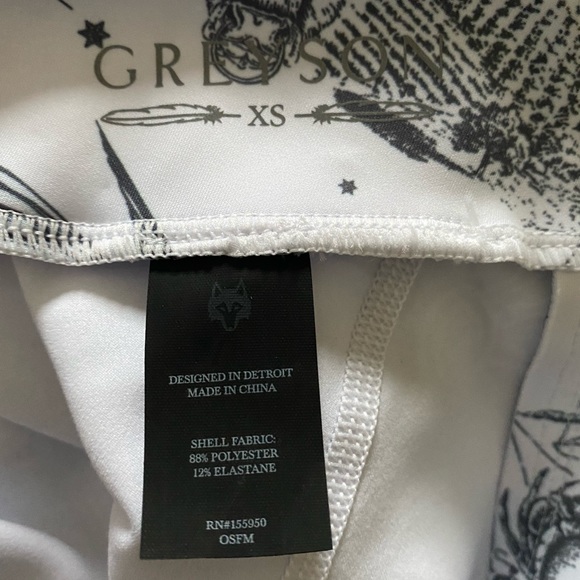 GREYSON
XS
DESIGNED IN DETROIT
MADE IN CHINA
SHELL FABRIC:
88% POLYESTER
12% ELASTANE
RN#155950
OSFM